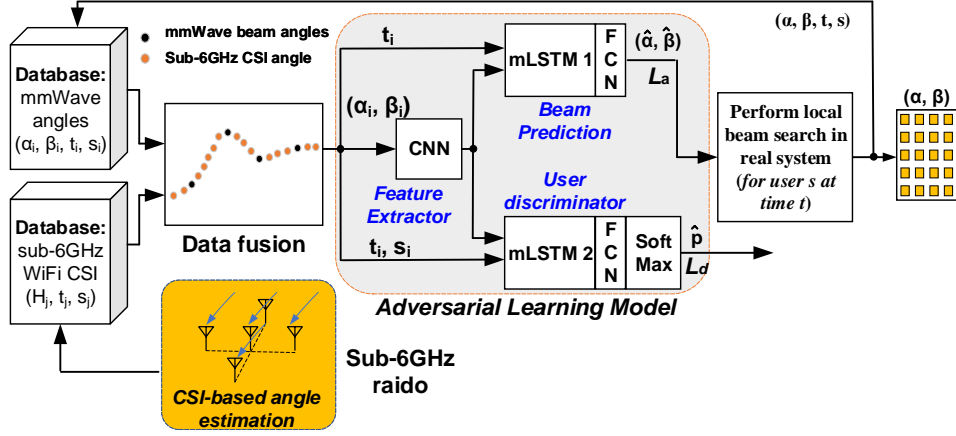 (α, β, t, s)
Database:
mmWave
angles
(αᵢ, βᵢ, tᵢ, sᵢ)
mmWave beam angles
Sub-6GHz CSI angle
Data fusion
Database:
sub-6GHz
WiFi CSI
(Hⱼ, tⱼ, sⱼ)
tᵢ
(αᵢ, βᵢ)
CNN
Feature
Extractor
mLSTM 1
F
C
N
(α̂, β̂)
Lₐ
Beam
Prediction
User
discriminator
tᵢ, sᵢ
mLSTM 2
F
C
N
Soft
Max
p̂
L_d
Adversarial Learning Model
Perform local
beam search in
real system
(for user s at
time t)
(α, β)
CSI-based angle
estimation
Sub-6GHz
raido